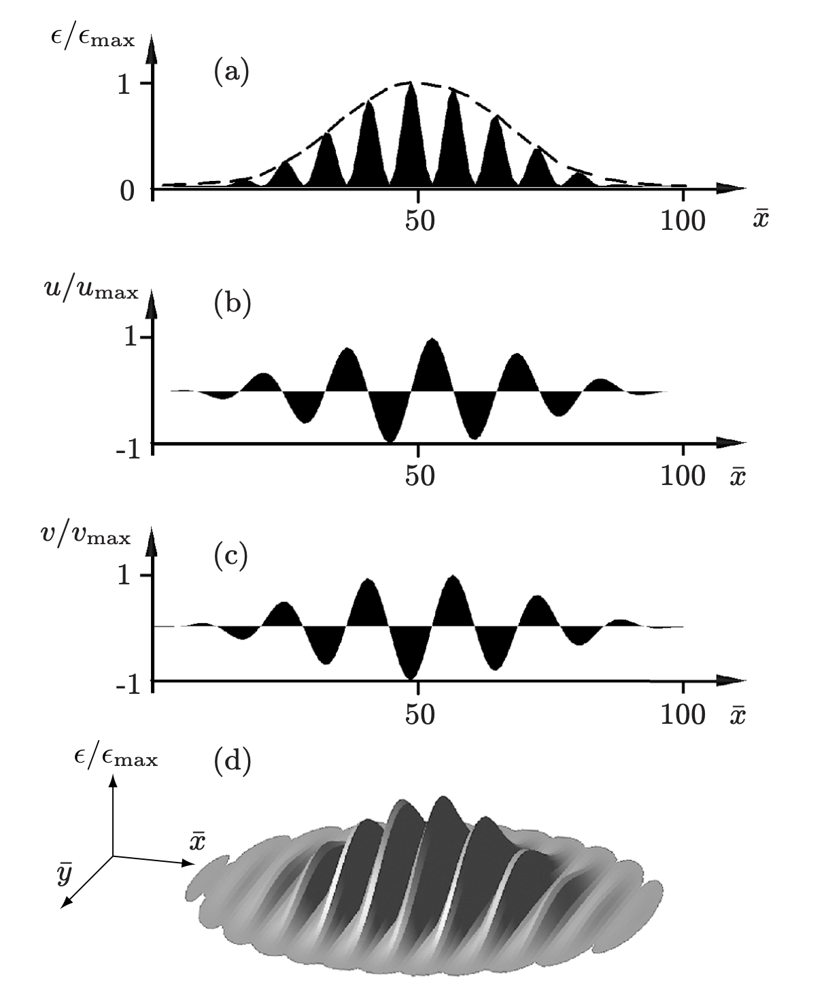 ϵ/ϵmax
(a)
1
0
50
100
x̄
u/umax
(b)
1
-1
50
100
x̄
v/vmax
(c)
1
-1
50
100
x̄
ϵ/ϵmax
(d)
x̄
ȳ